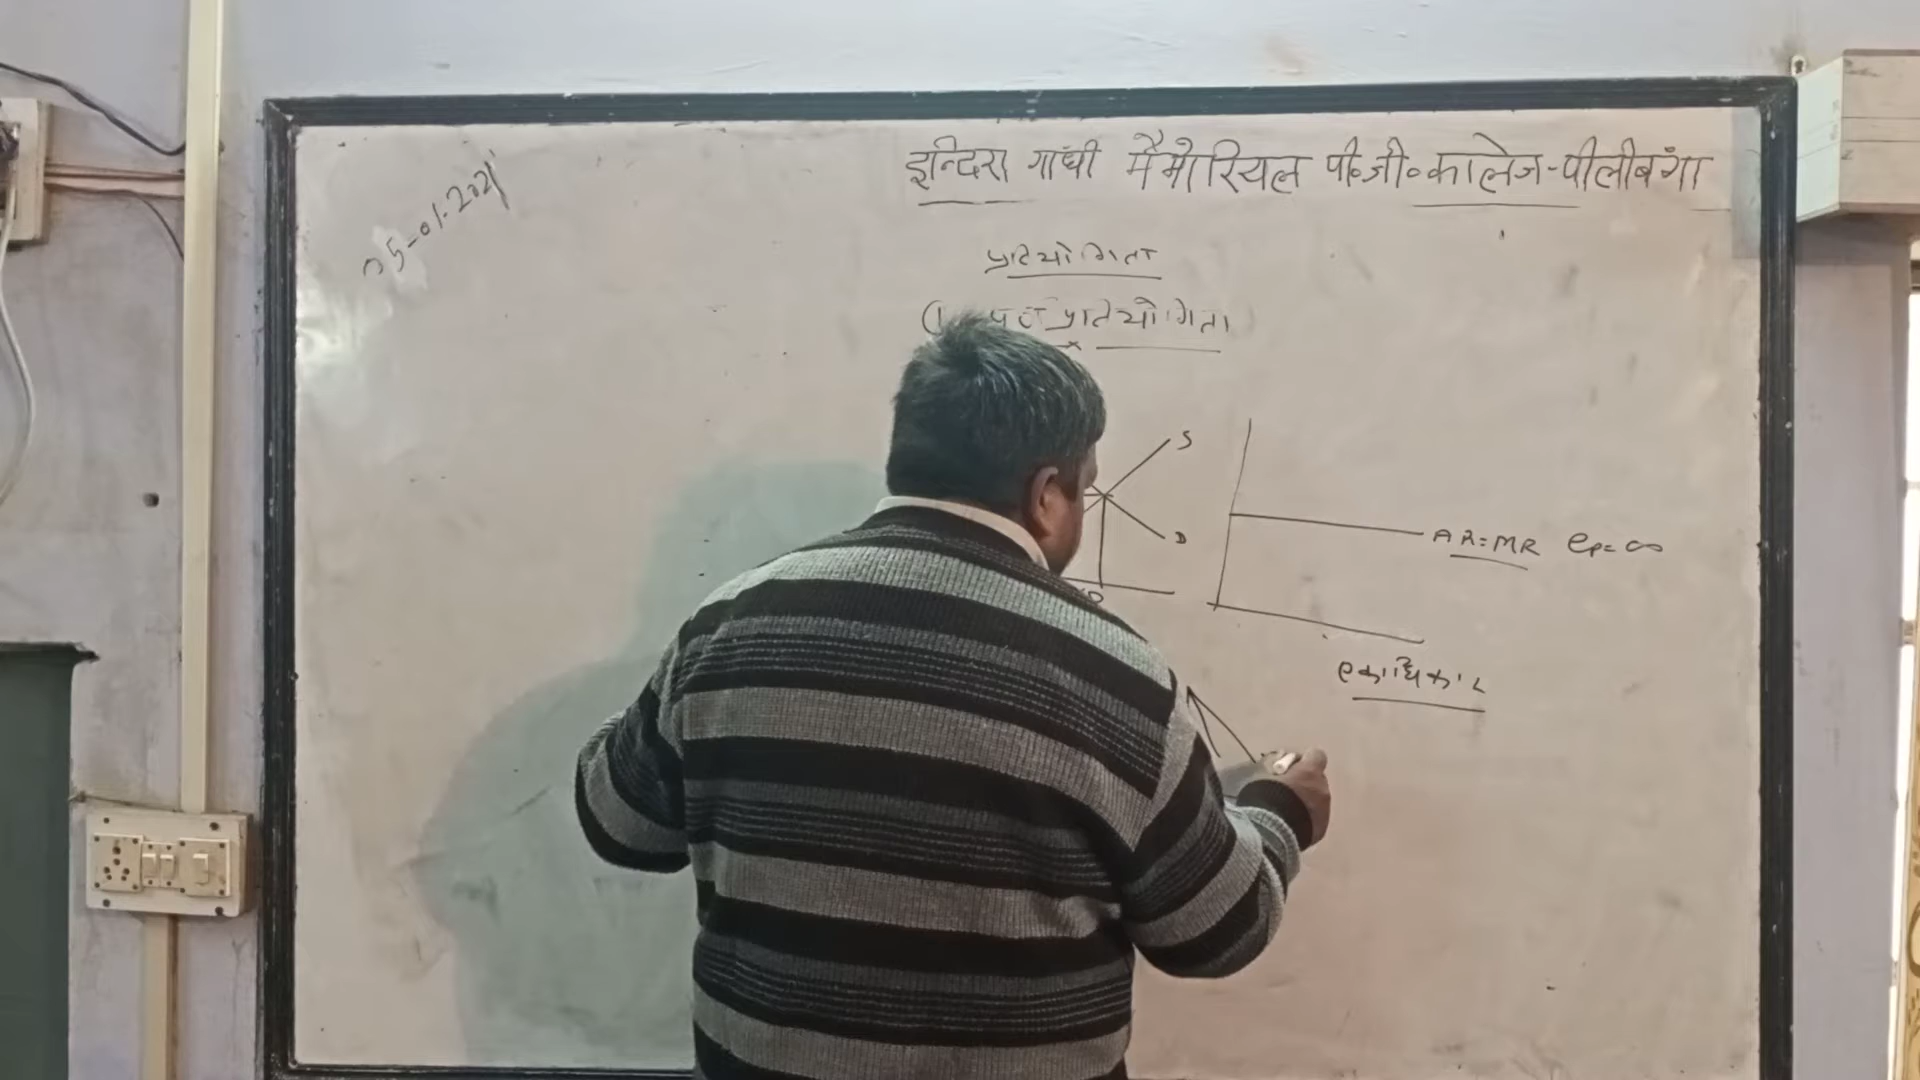 इन्दिरा गांधी मैमोरियल पी.जी. कालेज-पीलीबंगा
05-01-2021
प्रतियोगिता
प्रतियोगिता
S
D
AR=MR ep=∞
एकाधिकार